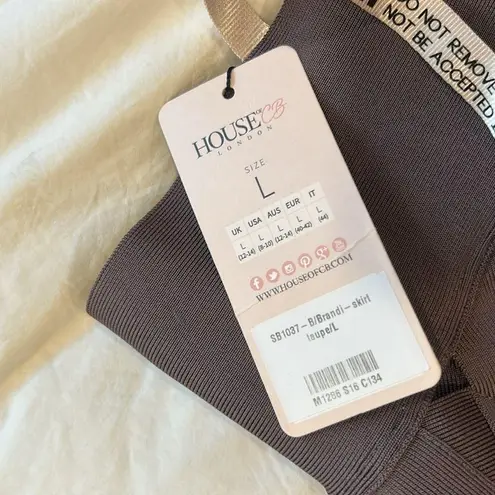 DO NOT REMOVE
NOT BE ACCEPTED
HOUSE OF CB
LONDON
SIZE
L
UK USA AUS EUR IT
L L L L L
(12-14) (8-10) (12-14) (40-42) (44)
WWW.HOUSEOFCB.COM
SB1037-B/Brandi-skirt
taupe/L
M1286 S16 C134